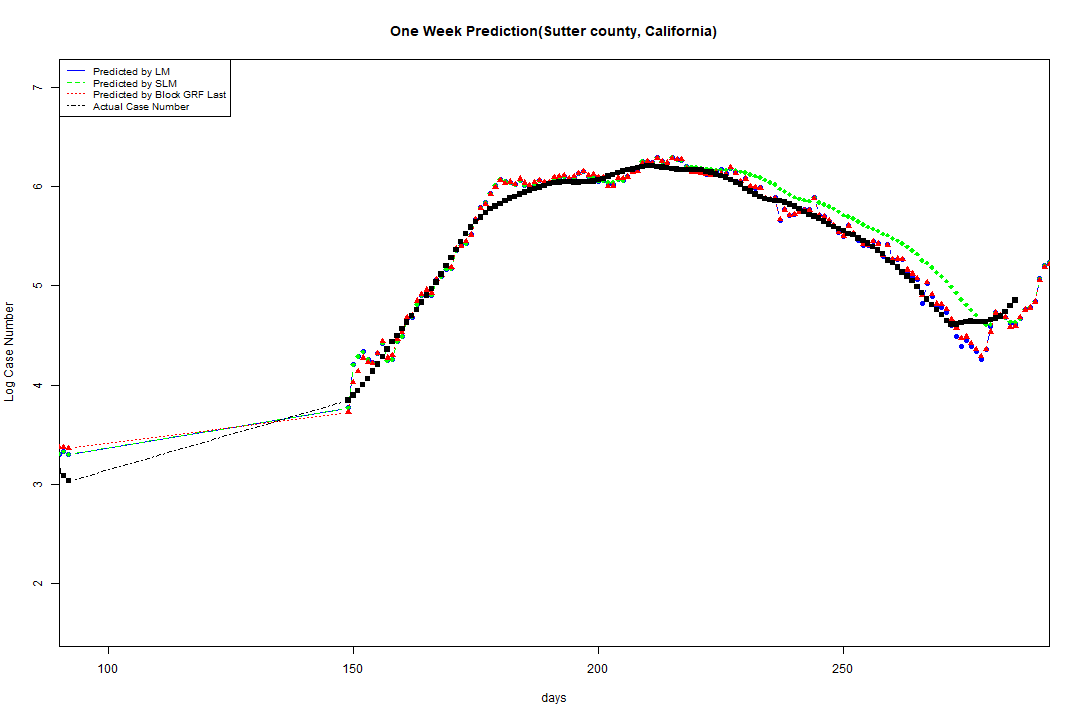 One Week Prediction(Sutter county, California)
Predicted by LM
Predicted by SLM
Predicted by Block GRF Last
Actual Case Number
7
6
5
4
3
2
Log Case Number
100
150
200
250
days